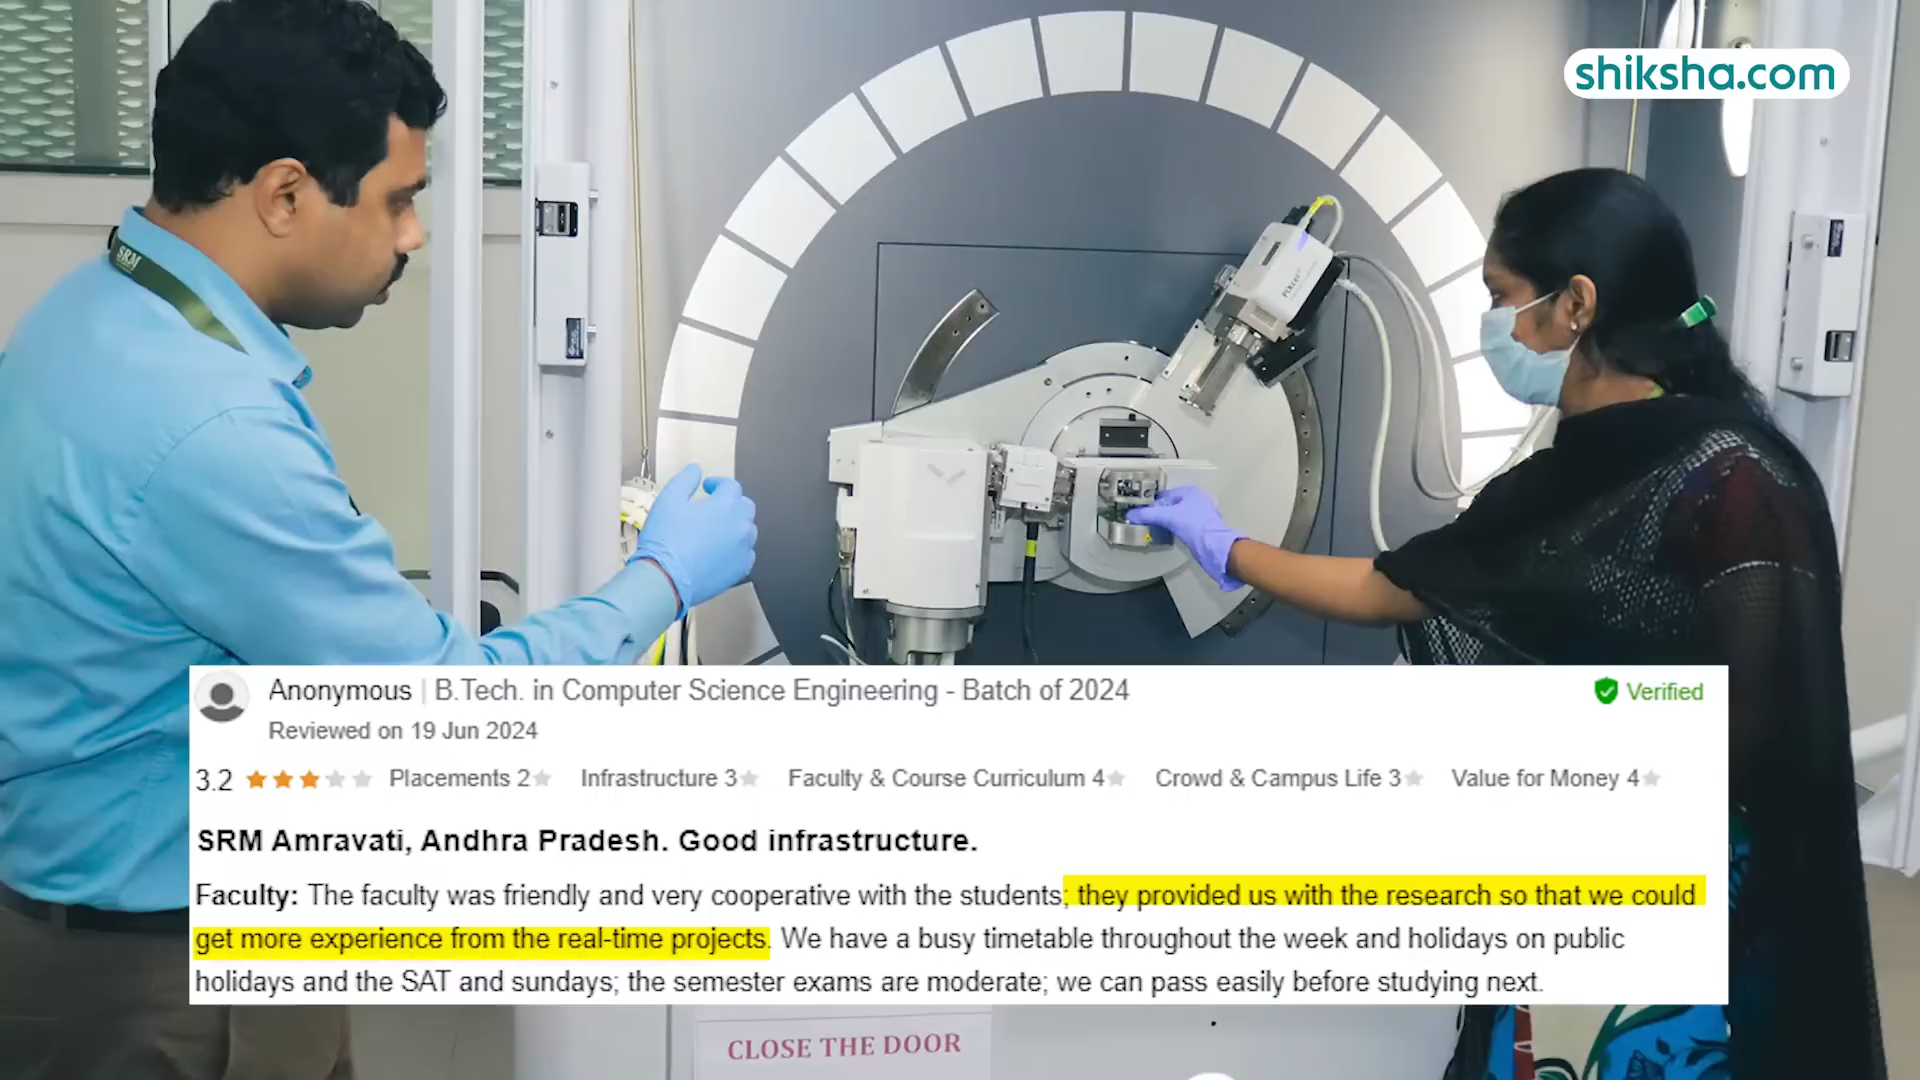 shiksha.com
SRM
PIXcel
Anonymous | B.Tech. in Computer Science Engineering - Batch of 2024
Verified
Reviewed on 19 Jun 2024
3.2 Placements 2 Infrastructure 3 Faculty & Course Curriculum 4 Crowd & Campus Life 3 Value for Money 4
SRM Amravati, Andhra Pradesh. Good infrastructure.
Faculty: The faculty was friendly and very cooperative with the students; they provided us with the research so that we could
get more experience from the real-time projects. We have a busy timetable throughout the week and holidays on public
holidays and the SAT and sundays; the semester exams are moderate; we can pass easily before studying next.
CLOSE THE DOOR